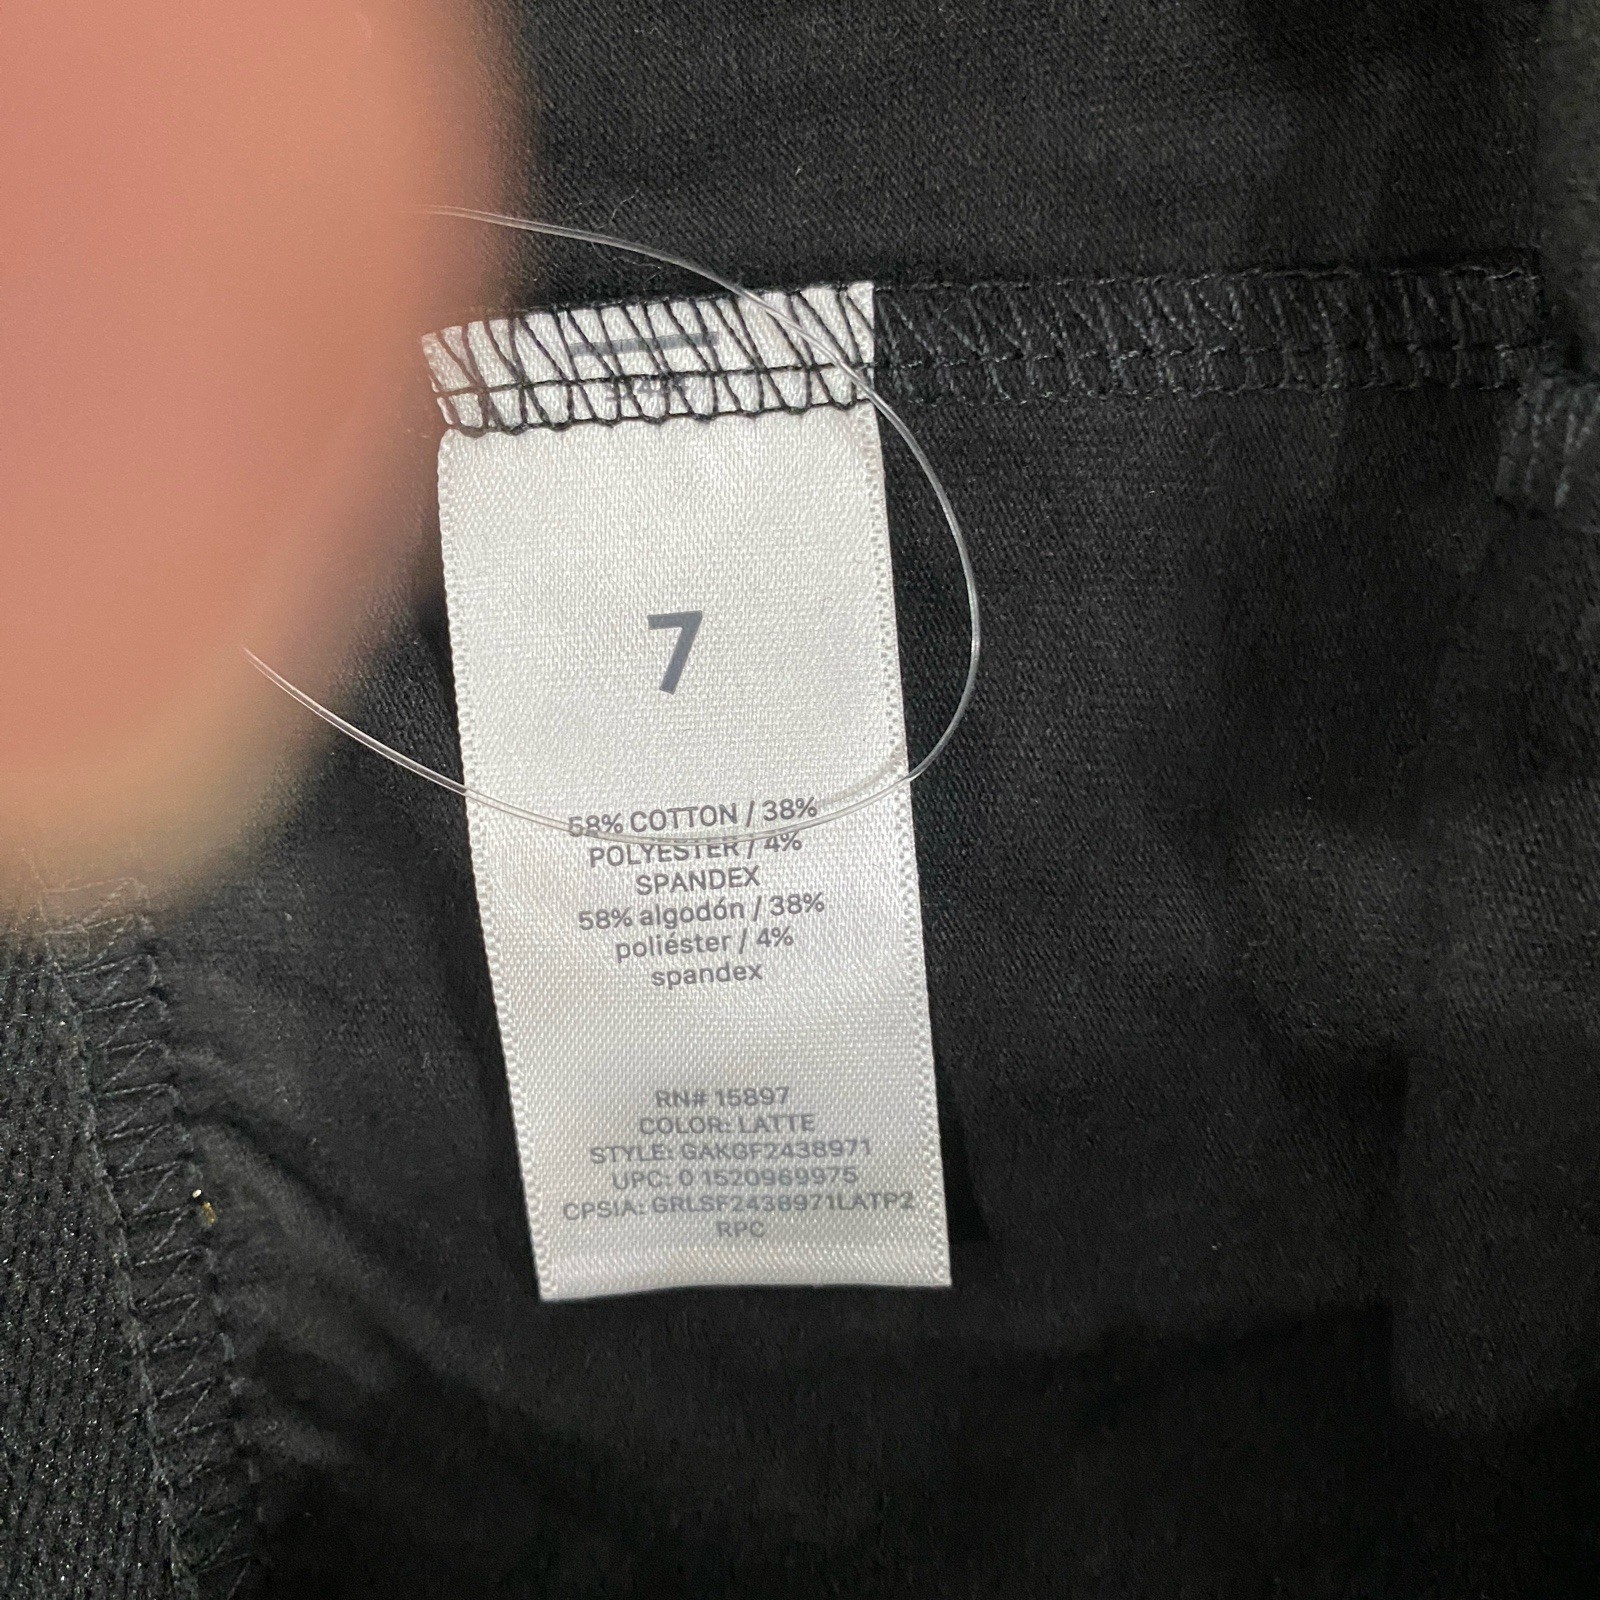 7
58% COTTON / 38%
POLYESTER / 4%
SPANDEX
58% algodón / 38%
poliéster / 4%
spandex
RN# 15897
COLOR: LATTE
STYLE: GAKGF2438971
UPC: 0 1520969975
CPSIA: GRLSF2438971LATP2
RPC